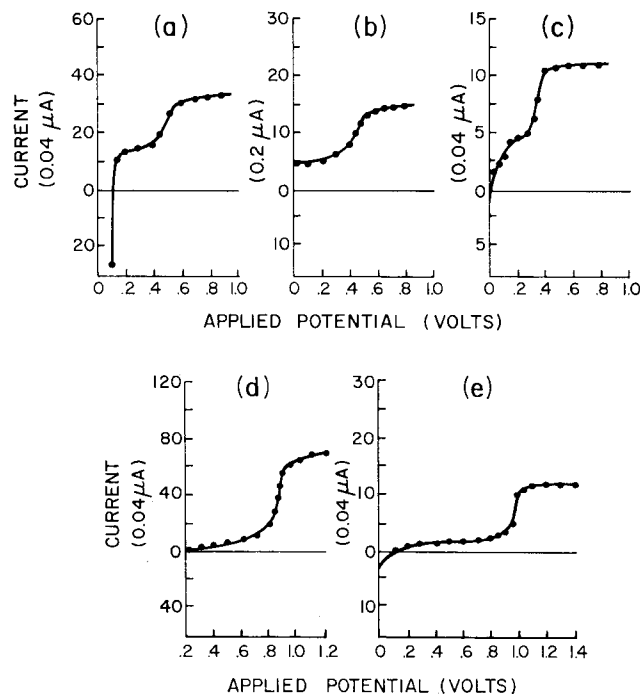 (a) (b) (c)
CURRENT
(0.04 μA)
60
40
20
0
20
0 .2 .4 .6 .8 1.0
(0.2 μA)
30
20
10
0
10
0 .2 .4 .6 .8 1.0
(0.04 μA)
15
10
5
0
5
0 .2 .4 .6 .8 1.0
APPLIED POTENTIAL (VOLTS)
(d) (e)
CURRENT
(0.04μA)
120
80
40
0
40
.2 .4 .6 .8 1.0 1.2
(0.04 μA)
30
20
10
0
10
0 .2 .4 .6 .8 1.0 1.2 1.4
APPLIED POTENTIAL (VOLTS)